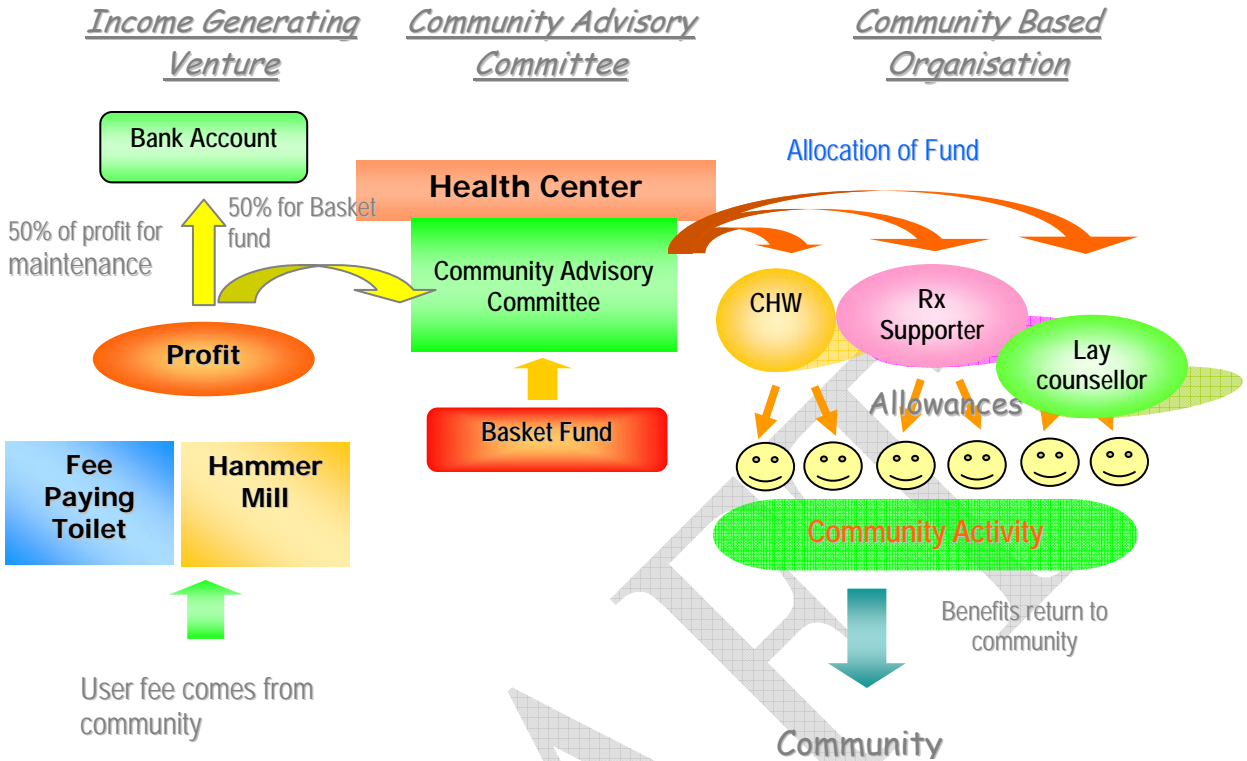 Income Generating
Venture
Community Advisory
Committee
Community Based
Organisation
Bank Account
50% of profit for
maintenance
50% for Basket
fund
Profit
Fee
Paying
Toilet
Hammer
Mill
User fee comes from
community
Health Center
Community Advisory
Committee
Basket Fund
Allocation of Fund
CHW
Rx
Supporter
Lay
counsellor
Allowances
Community Activity
Benefits return to
community
Community